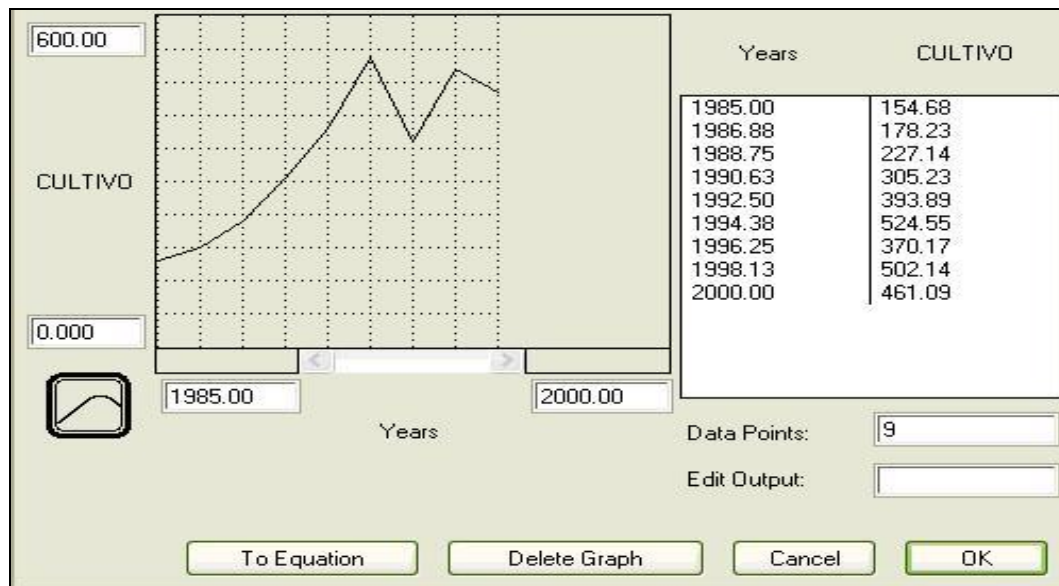 600.00
CULTIVO
0.000
1985.00
2000.00
Years
Years CULTIVO
1985.00 154.68
1986.88 178.23
1988.75 227.14
1990.63 305.23
1992.50 393.89
1994.38 524.55
1996.25 370.17
1998.13 502.14
2000.00 461.09
Data Points: 9
Edit Output:
To Equation
Delete Graph
Cancel
OK